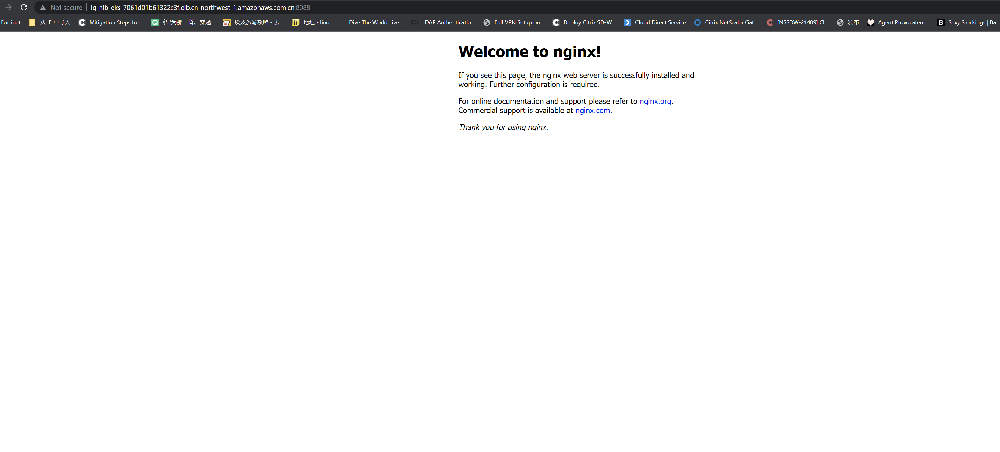 Not secure lg-nlb-eks-7061d01b61322c3f.elb.cn-northwest-1.amazonaws.com.cn:8088
Fortinet 从 IE 中导入 Mitigation Steps for... 《只为那一瞥，穿越... 埃及旅游攻略 - 去... 地址 - lino Dive The World Live... CS LDAP Authenticatio... Full VPN Setup on... Deploy Citrix SD-W... Cloud Direct Service Citrix NetScaler Gat... [NSSDW-21409] Cl... 发布 Agent Provocateur... B Sexy Stockings | Bar...
Welcome to nginx!
If you see this page, the nginx web server is successfully installed and
working. Further configuration is required.
For online documentation and support please refer to nginx.org.
Commercial support is available at nginx.com.
Thank you for using nginx.